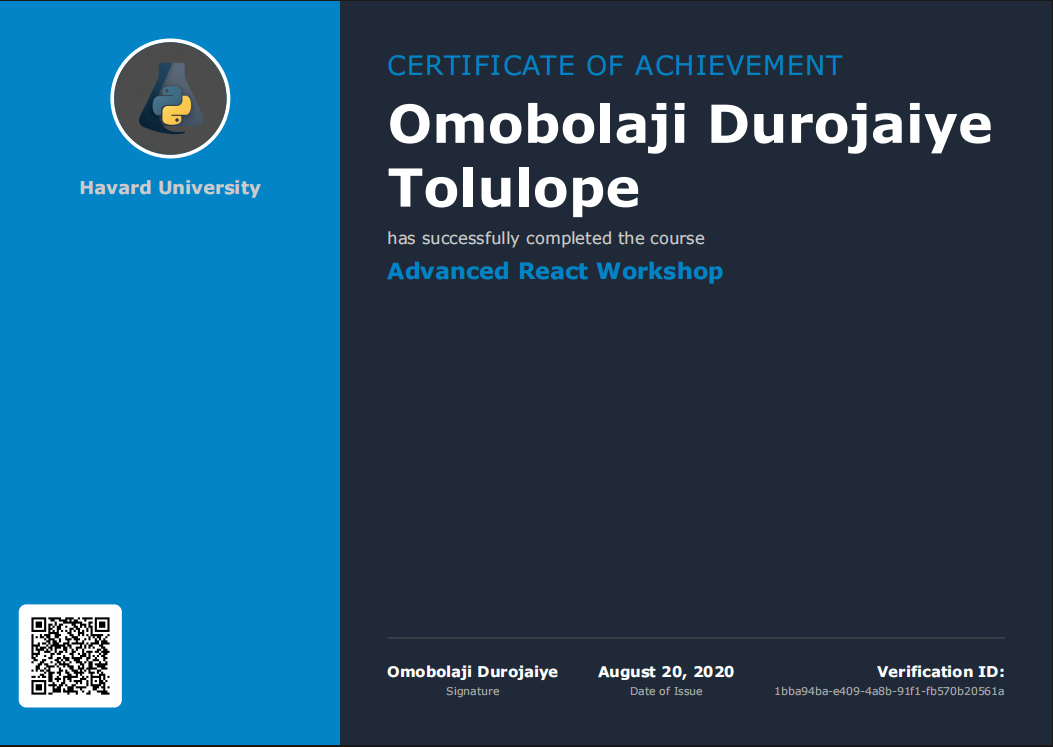 Havard University
CERTIFICATE OF ACHIEVEMENT
Omobolaji Durojaiye
Tolulope
has successfully completed the course
Advanced React Workshop
Omobolaji Durojaiye
Signature
August 20, 2020
Date of Issue
Verification ID:
1bba94ba-e409-4a8b-91f1-fb570b20561a